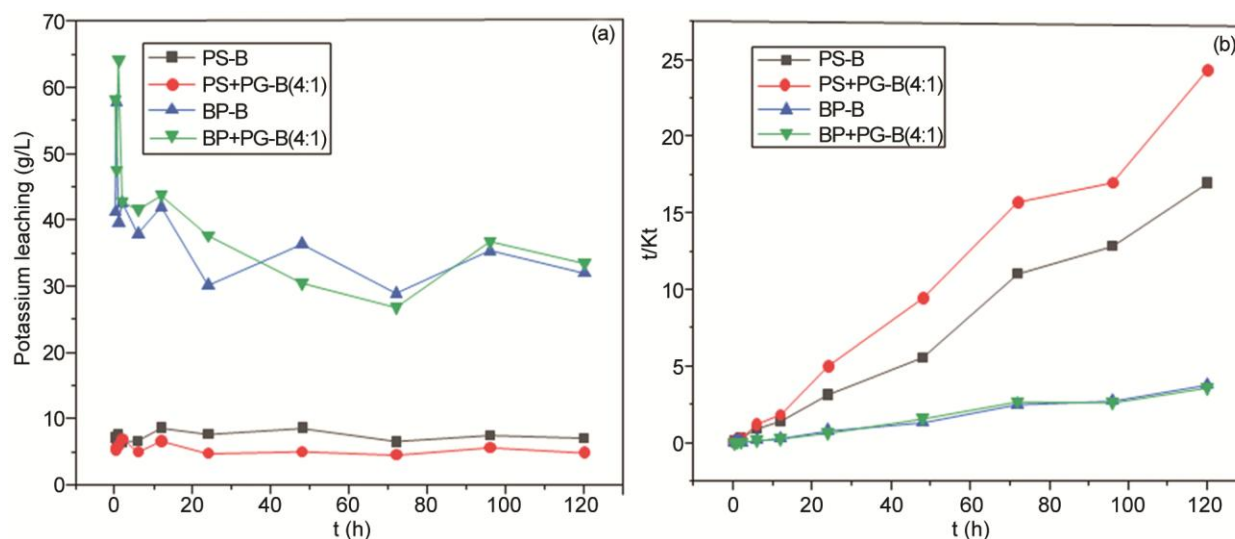 70
60
50
40
30
20
10
0
Potassium leaching (g/L)
(a)
PS-B
PS+PG-B(4:1)
BP-B
BP+PG-B(4:1)
0 20 40 60 80 100 120
t (h)
25
20
15
10
5
0
t/Kt
(b)
PS-B
PS+PG-B(4:1)
BP-B
BP+PG-B(4:1)
0 20 40 60 80 100 120
t (h)